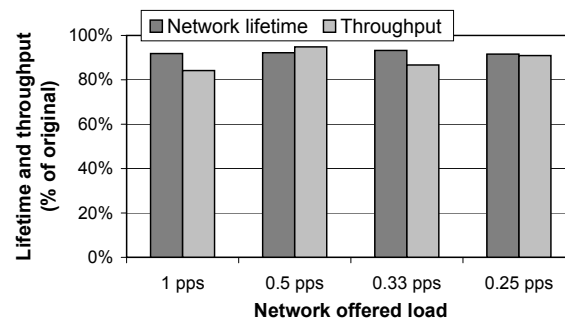 Network lifetime Throughput
100%
80%
60%
40%
20%
0%
Lifetime and throughput
(% of original)
1 pps 0.5 pps 0.33 pps 0.25 pps
Network offered load